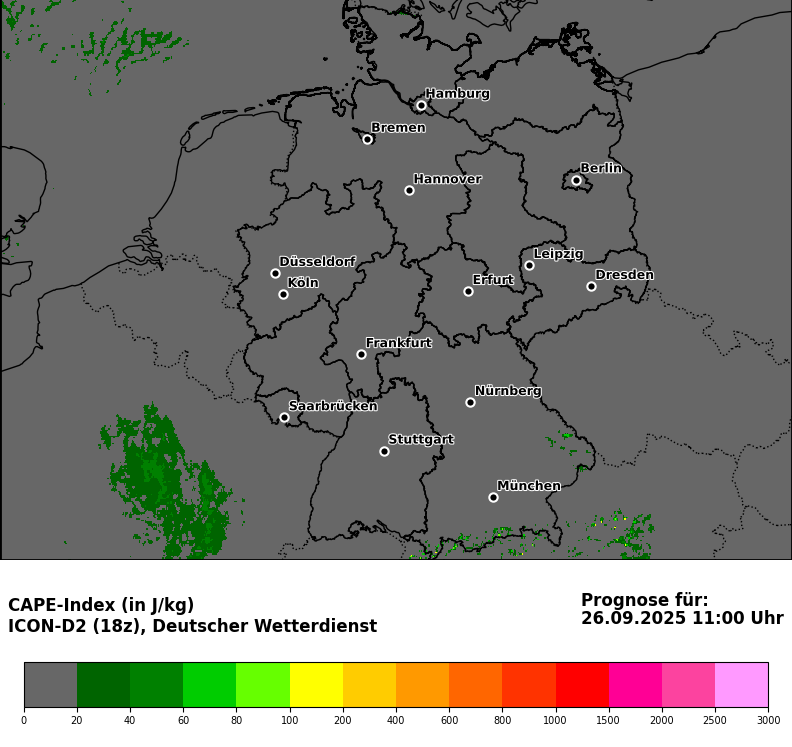 Hamburg
Bremen
Berlin
Hannover
Leipzig
Düsseldorf
Dresden
Köln
Erfurt
Frankfurt
Nürnberg
Saarbrücken
Stuttgart
München
CAPE-Index (in J/kg)
ICON-D2 (18z), Deutscher Wetterdienst
Prognose für:
26.09.2025 11:00 Uhr
0 20 40 60 80 100 200 400 600 800 1000 1500 2000 2500 3000